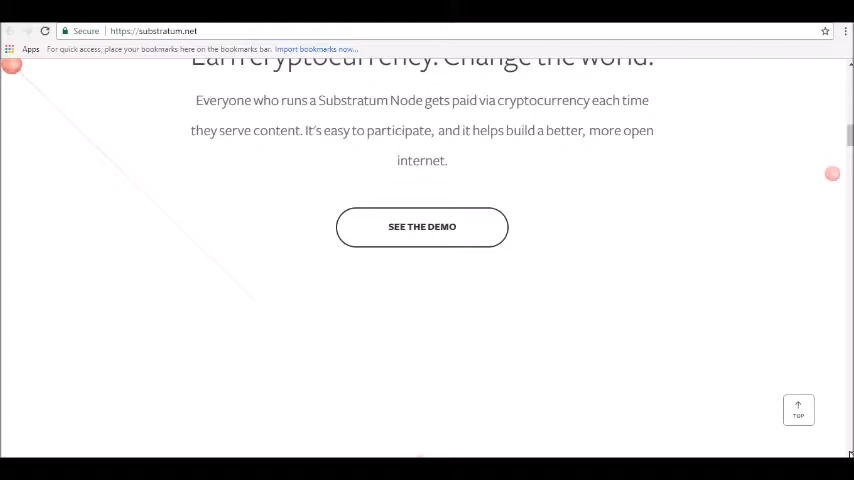 Secure https://substratum.net
Apps For quick access, place your bookmarks here on the bookmarks bar. Import bookmarks now...
Earn cryptocurrency. Change the world.
Everyone who runs a Substratum Node gets paid via cryptocurrency each time
they serve content. It's easy to participate, and it helps build a better, more open
internet.
SEE THE DEMO
TOP